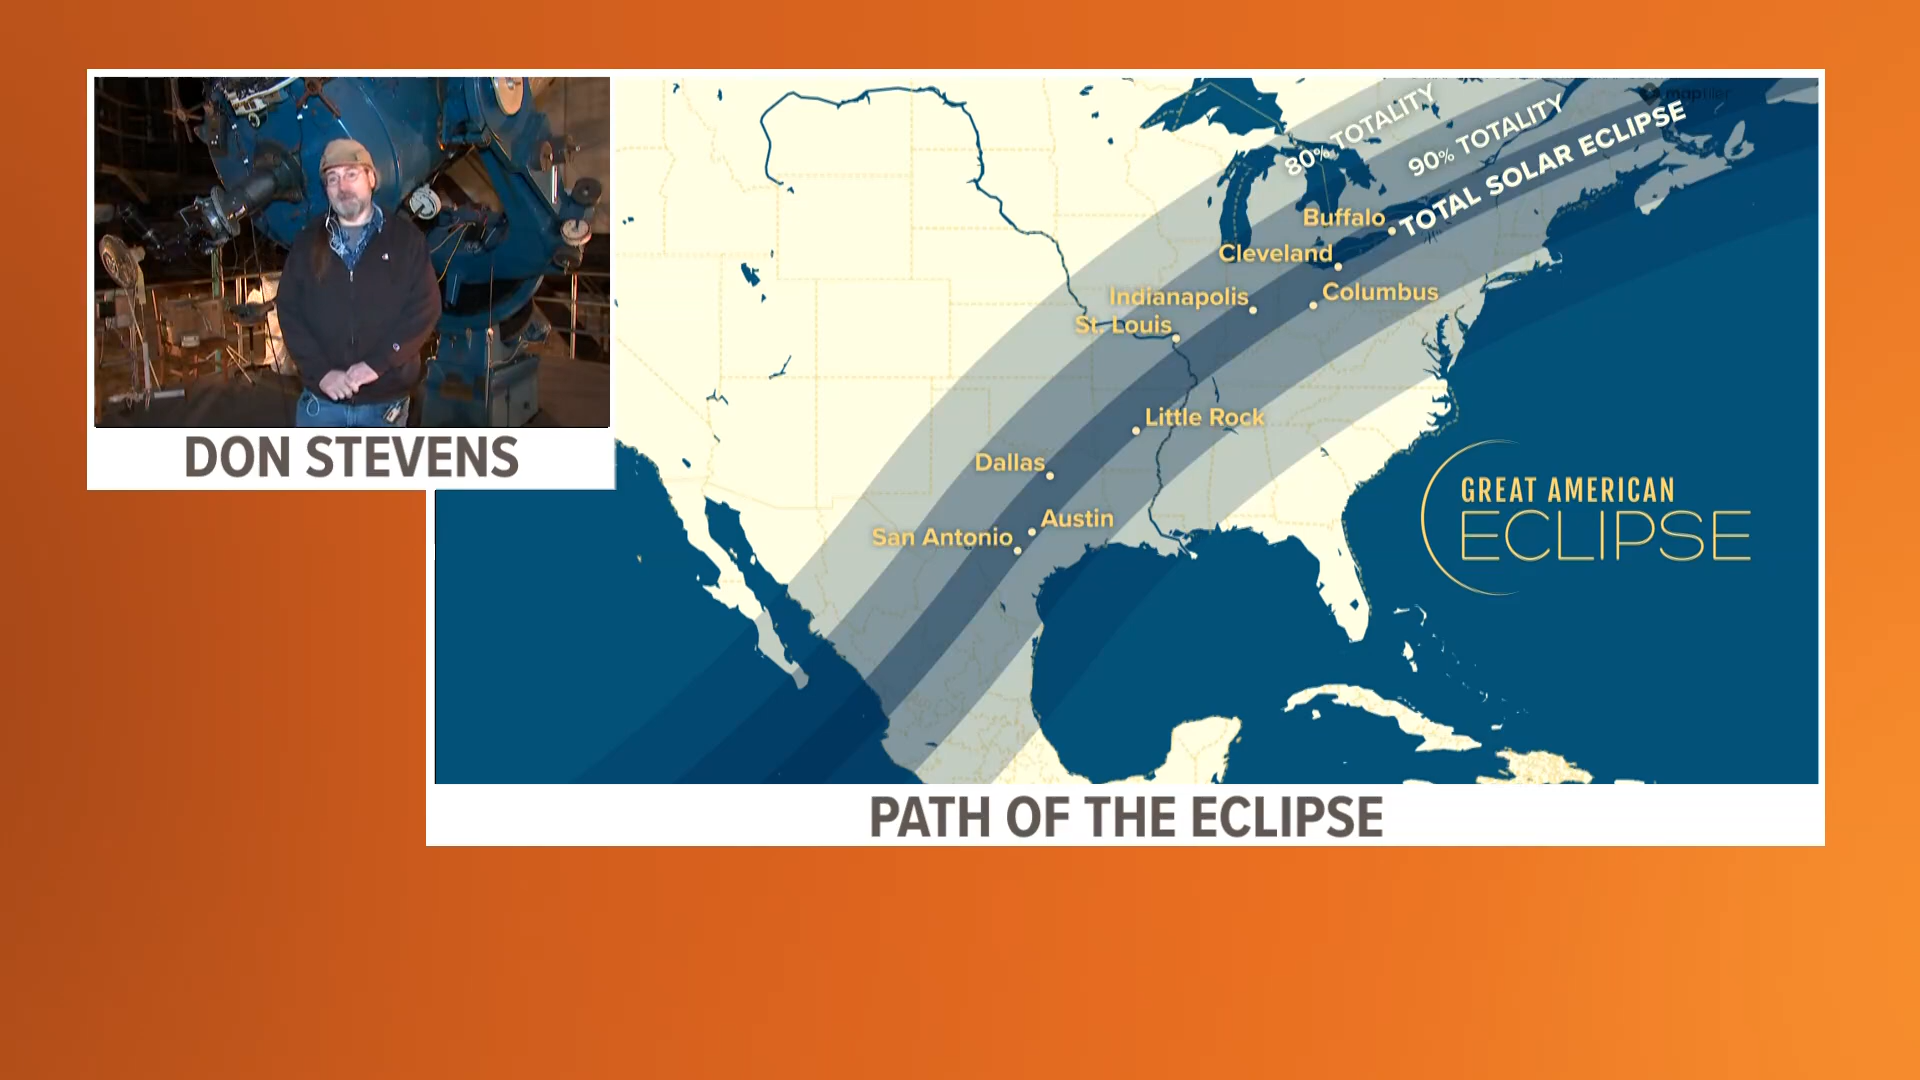 DON STEVENS
maptiler
80% TOTALITY
90% TOTALITY
TOTAL SOLAR ECLIPSE
Buffalo
Cleveland
Columbus
Indianapolis
St. Louis
Little Rock
Dallas
Austin
San Antonio
GREAT AMERICAN
ECLIPSE
PATH OF THE ECLIPSE